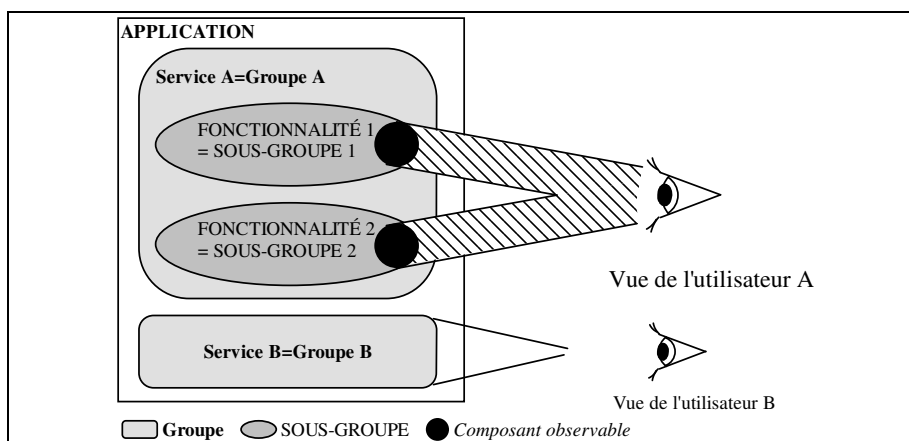 APPLICATION
Service A=Groupe A
FONCTIONNALITÉ 1
= SOUS-GROUPE 1
FONCTIONNALITÉ 2
= SOUS-GROUPE 2
Vue de l'utilisateur A
Service B=Groupe B
Vue de l'utilisateur B
Groupe SOUS-GROUPE Composant observable